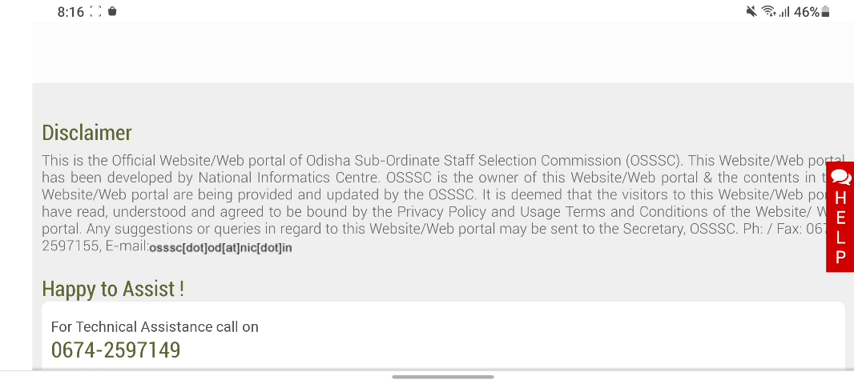 8:16
46%
Disclaimer
This is the Official Website/Web portal of Odisha Sub-Ordinate Staff Selection Commission (OSSSC). This Website/Web portal
has been developed by National Informatics Centre. OSSSC is the owner of this Website/Web portal & the contents in
Website/Web portal are being provided and updated by the OSSSC. It is deemed that the visitors to this Website/Web
have read, understood and agreed to be bound by the Privacy Policy and Usage Terms and Conditions of the Website/
portal. Any suggestions or queries in regard to this Website/Web portal may be sent to the Secretary, OSSSC. Ph: / Fax:
2597155, E-mail:osssc[dot]od[at]nic[dot]in
HELP
Happy to Assist !
For Technical Assistance call on
0674-2597149